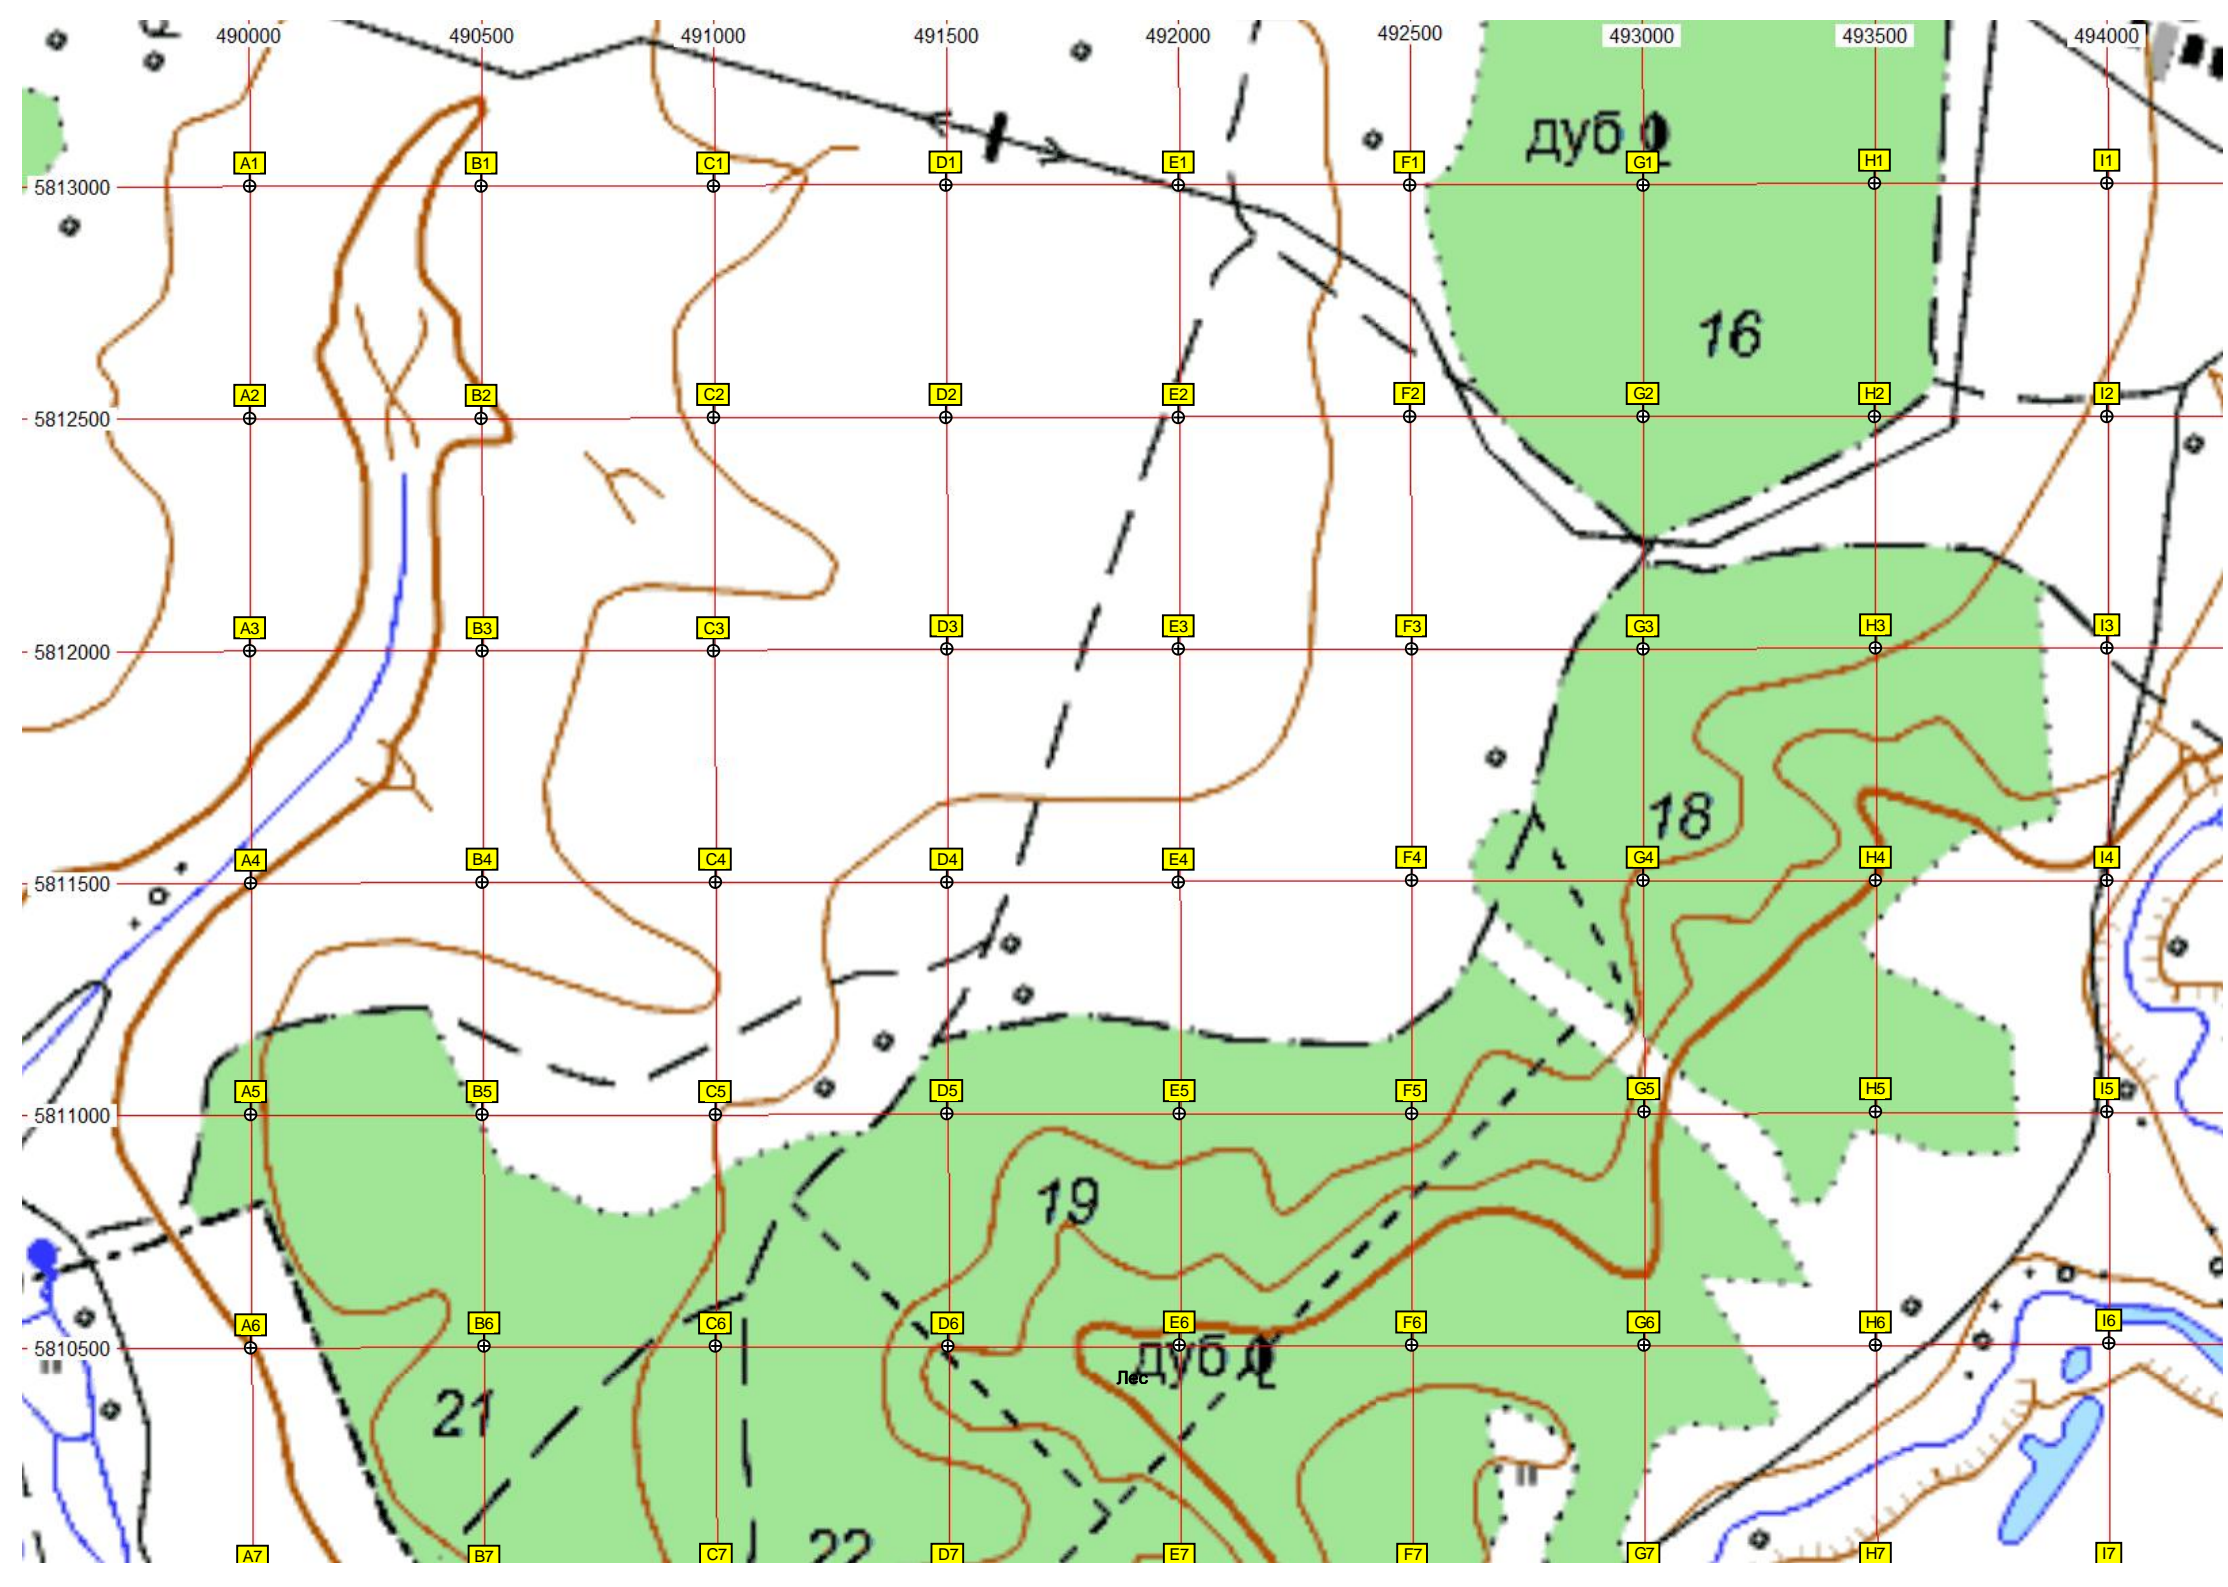 490000 490500 491000 491500 492000 492500 493000 493500 494000
дуб
A1 B1 C1 D1 E1 F1 G1 H1 I1
5813000
16
A2 B2 C2 D2 E2 F2 G2 H2 I2
5812500
A3 B3 C3 D3 E3 F3 G3 H3 I3
5812000
18
A4 B4 C4 D4 E4 F4 G4 H4 I4
5811500
A5 B5 C5 D5 E5 F5 G5 H5 I5
5811000
19
A6 B6 C6 D6 E6 F6 G6 H6 I6
5810500
дуб
Лес
21
22
A7 B7 C7 D7 E7 F7 G7 H7 I7